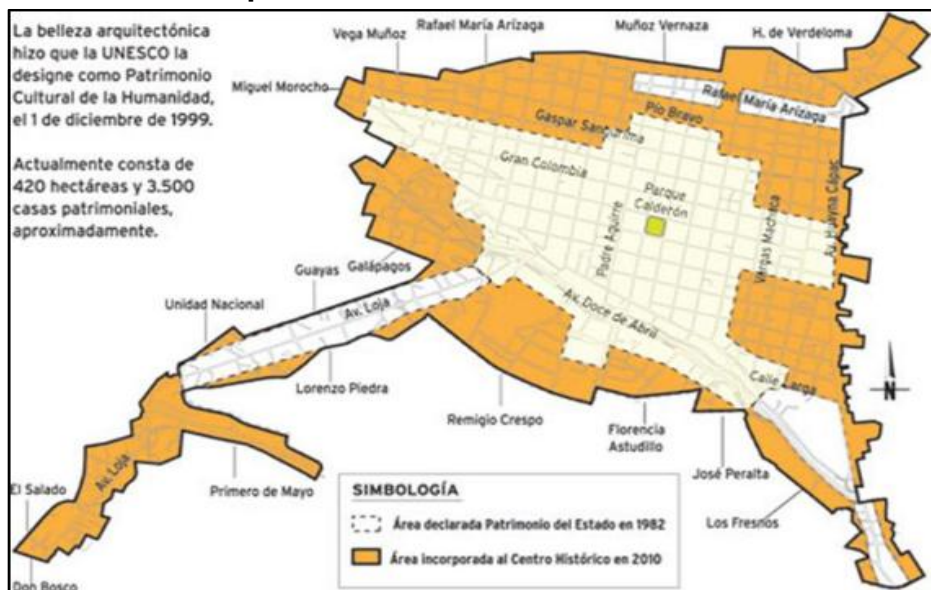 La belleza arquitectónica
hizo que la UNESCO la
designe como Patrimonio
Cultural de la Humanidad,
el 1 de diciembre de 1999.
Actualmente consta de
420 hectáreas y 3.500
casas patrimoniales,
aproximadamente.
Miguel Morocho
Vega Muñoz
Rafael María Arízaga
Muñoz Vernaza
H. de Verdeloma
Rafael María Arízaga
Pío Bravo
Gaspar Sangurima
Gran Colombia
Parque
Calderón
Padre Aguirre
Vargas Machuca
Av. Huayna Cápac
Av. Doce de Abril
Calle Larga
Galápagos
Guayas
Unidad Nacional
Av. Loja
Lorenzo Piedra
Remigio Crespo
Florencia
Astudillo
José Peralta
Los Fresnos
N
Primero de Mayo
Av. Loja
El Salado
Don Bosco
SIMBOLOGÍA
Área declarada Patrimonio del Estado en 1982
Área incorporada al Centro Histórico en 2010